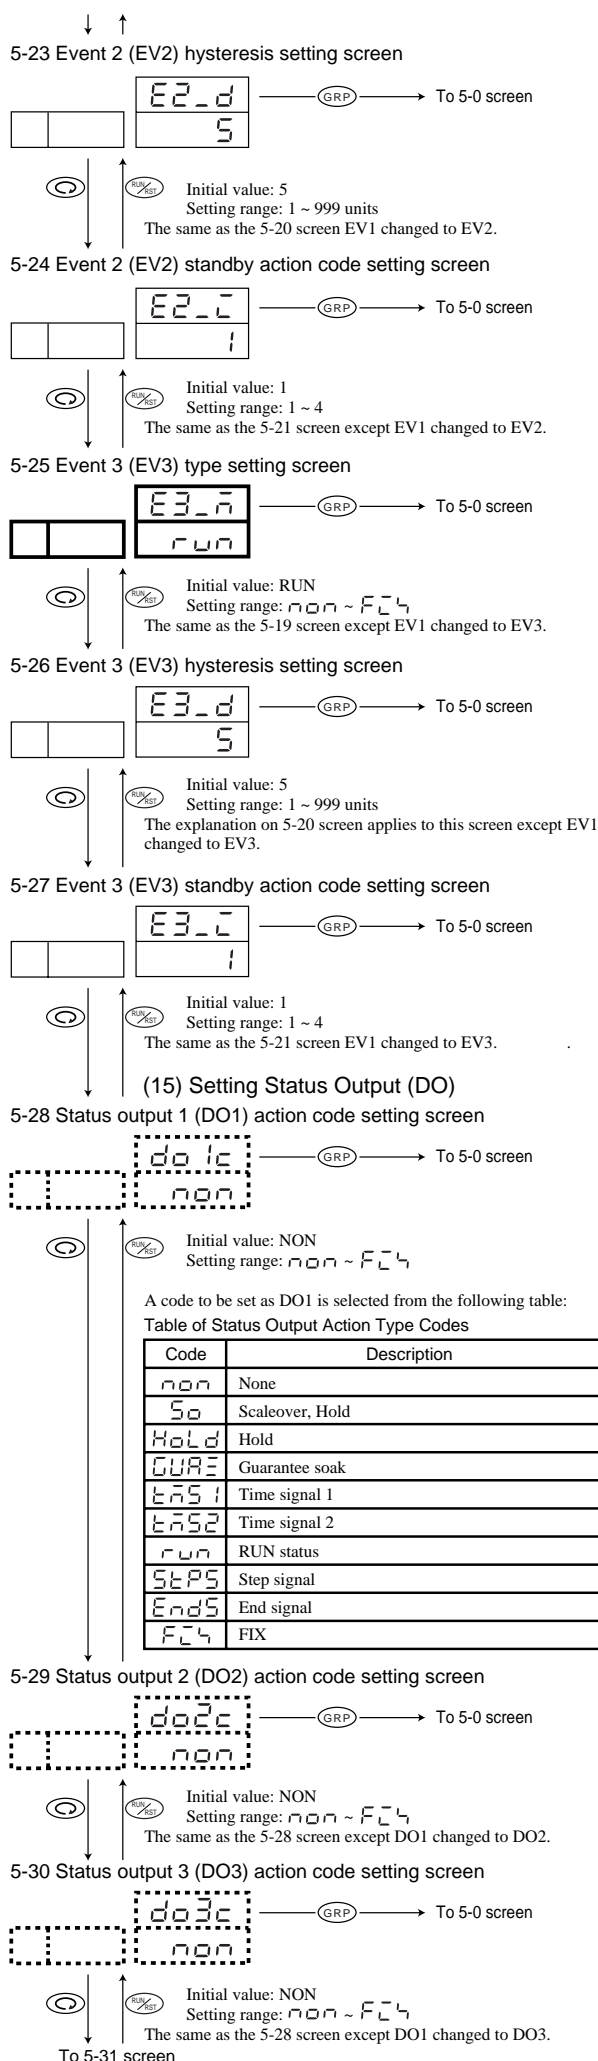 5-23 Event 2 (EV2) hysteresis setting screen
E2_d
GRP
To 5-0 screen
5
RUN/RST
Initial value: 5
Setting range: 1 ~ 999 units
The same as the 5-20 screen EV1 changed to EV2.
5-24 Event 2 (EV2) standby action code setting screen
E2_i
GRP
To 5-0 screen
1
RUN/RST
Initial value: 1
Setting range: 1 ~ 4
The same as the 5-21 screen except EV1 changed to EV2.
5-25 Event 3 (EV3) type setting screen
E3_m
GRP
To 5-0 screen
run
RUN/RST
Initial value: RUN
Setting range: non ~ Fix
The same as the 5-19 screen except EV1 changed to EV3.
5-26 Event 3 (EV3) hysteresis setting screen
E3_d
GRP
To 5-0 screen
5
RUN/RST
Initial value: 5
Setting range: 1 ~ 999 units
The explanation on 5-20 screen applies to this screen except EV1
changed to EV3.
5-27 Event 3 (EV3) standby action code setting screen
E3_i
GRP
To 5-0 screen
1
RUN/RST
Initial value: 1
Setting range: 1 ~ 4
The same as the 5-21 screen EV1 changed to EV3. .
(15) Setting Status Output (DO)
5-28 Status output 1 (DO1) action code setting screen
do1c
GRP
To 5-0 screen
non
RUN/RST
Initial value: NON
Setting range: non ~ Fix
A code to be set as DO1 is selected from the following table:
Table of Status Output Action Type Codes
Code Description
non None
So Scaleover, Hold
HoLd Hold
GUA Guarantee soak
tmS1 Time signal 1
tmS2 Time signal 2
run RUN status
StPS Step signal
EndS End signal
Fix FIX
5-29 Status output 2 (DO2) action code setting screen
do2c
GRP
To 5-0 screen
non
RUN/RST
Initial value: NON
Setting range: non ~ Fix
The same as the 5-28 screen except DO1 changed to DO2.
5-30 Status output 3 (DO3) action code setting screen
do3c
GRP
To 5-0 screen
non
RUN/RST
Initial value: NON
Setting range: non ~ Fix
The same as the 5-28 screen except DO1 changed to DO3.
To 5-31 screen